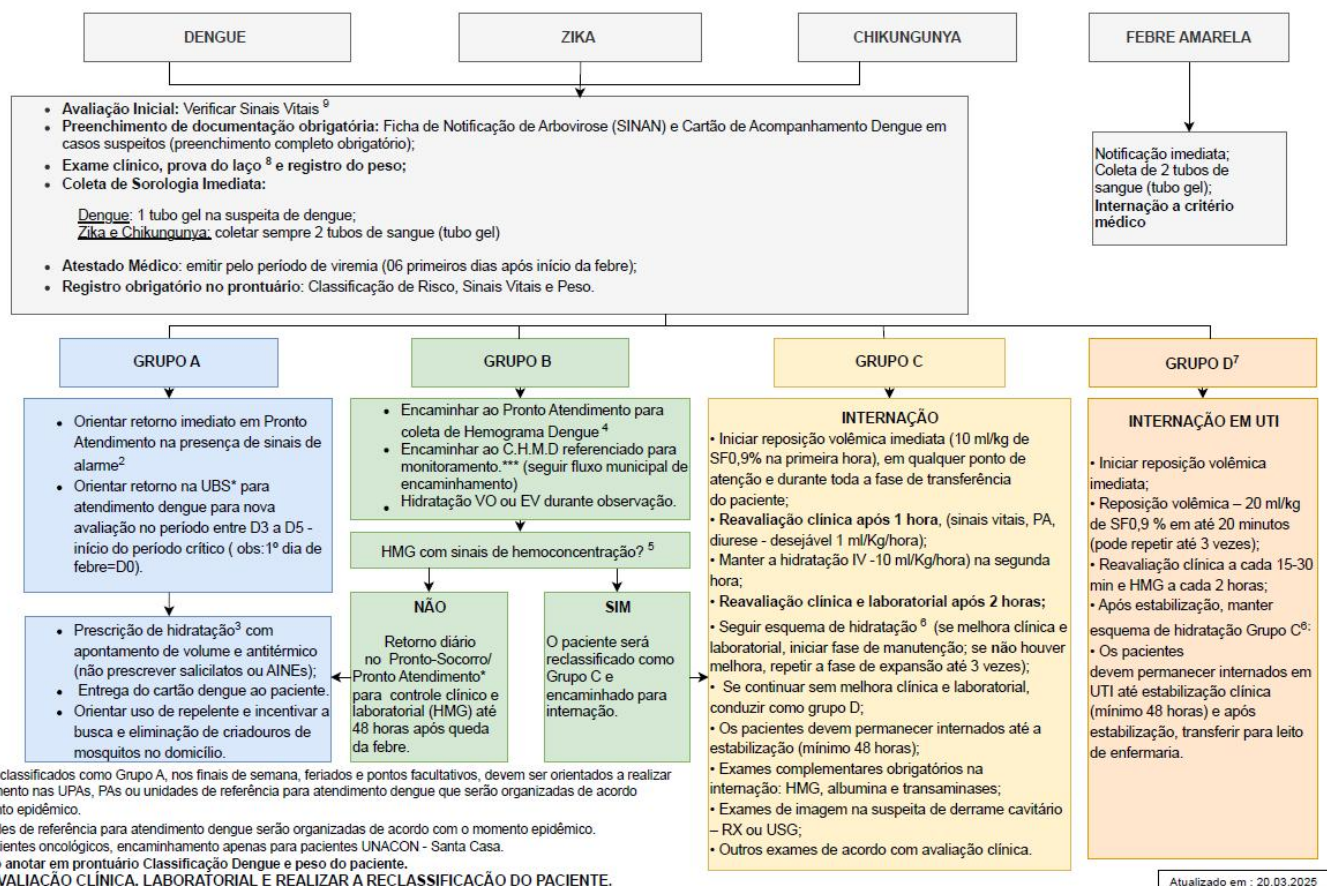 DENGUE
ZIKA
CHIKUNGUNYA
FEBRE AMARELA
• Avaliação Inicial: Verificar Sinais Vitais 9
• Preenchimento de documentação obrigatória: Ficha de Notificação de Arbovirose (SINAN) e Cartão de Acompanhamento Dengue em
casos suspeitos (preenchimento completo obrigatório);
• Exame clínico, prova do laço 8 e registro do peso;
• Coleta de Sorologia Imediata:
Dengue: 1 tubo gel na suspeita de dengue;
Zika e Chikungunya: coletar sempre 2 tubos de sangue (tubo gel)
• Atestado Médico: emitir pelo período de viremia (06 primeiros dias após início da febre);
• Registro obrigatório no prontuário: Classificação de Risco, Sinais Vitais e Peso.
Notificação imediata;
Coleta de 2 tubos de
sangue (tubo gel);
Internação a critério
médico
GRUPO A
• Orientar retorno imediato em Pronto
Atendimento na presença de sinais de
alarme2
• Orientar retorno na UBS* para
atendimento dengue para nova
avaliação no período entre D3 a D5 -
início do período crítico ( obs:1º dia de
febre=D0).
• Prescrição de hidratação3 com
apontamento de volume e antitérmico
(não prescrever salicilatos ou AINEs);
• Entrega do cartão dengue ao paciente.
• Orientar uso de repelente e incentivar a
busca e eliminação de criadouros de
mosquitos no domicílio.
GRUPO B
• Encaminhar ao Pronto Atendimento para
coleta de Hemograma Dengue 4
• Encaminhar ao C.H.M.D referenciado para
monitoramento.*** (seguir fluxo municipal de
encaminhamento)
• Hidratação VO ou EV durante observação.
HMG com sinais de hemoconcentração? 5
NÃO
Retorno diário
no Pronto-Socorro/
Pronto Atendimento*
para controle clínico e
laboratorial (HMG) até
48 horas após queda
da febre.
SIM
O paciente será
reclassificado como
Grupo C e
encaminhado para
internação.
GRUPO C
INTERNAÇÃO
• Iniciar reposição volêmica imediata (10 ml/kg de
SF0,9% na primeira hora), em qualquer ponto de
atenção e durante toda a fase de transferência
do paciente;
• Reavaliação clínica após 1 hora, (sinais vitais, PA,
diurese - desejável 1 ml/Kg/hora);
• Manter a hidratação IV -10 ml/Kg/hora) na segunda
hora;
• Reavaliação clínica e laboratorial após 2 horas;
• Seguir esquema de hidratação 6 (se melhora clínica e
laboratorial, iniciar fase de manutenção; se não houver
melhora, repetir a fase de expansão até 3 vezes);
• Se continuar sem melhora clínica e laboratorial,
conduzir como grupo D;
• Os pacientes devem permanecer internados até a
estabilização (mínimo 48 horas);
• Exames complementares obrigatórios na
internação: HMG, albumina e transaminases;
• Exames de imagem na suspeita de derrame cavitário
– RX ou USG;
• Outros exames de acordo com avaliação clínica.
GRUPO D7
INTERNAÇÃO EM UTI
• Iniciar reposição volêmica
imediata;
• Reposição volêmica – 20 ml/kg
de SF0,9 % em até 20 minutos
(pode repetir até 3 vezes);
• Reavaliação clínica a cada 15-30
min e HMG a cada 2 horas;
• Após estabilização, manter
esquema de hidratação Grupo C6;
• Os pacientes
devem permanecer internados em
UTI até estabilização clínica
(mínimo 48 horas) e após
estabilização, transferir para leito
de enfermaria.
classificados como Grupo A, nos finais de semana, feriados e pontos facultativos, devem ser orientados a realizar
mento nas UPAs, PAs ou unidades de referência para atendimento dengue que serão organizadas de acordo
nto epidêmico.
des de referência para atendimento dengue serão organizadas de acordo com o momento epidêmico.
cientes oncológicos, encaminhamento apenas para pacientes UNACON - Santa Casa.
o anotar em prontuário Classificação Dengue e peso do paciente.
VALIAÇÃO CLÍNICA, LABORATORIAL E REALIZAR A RECLASSIFICAÇÃO DO PACIENTE.
Atualizado em : 20.03.2025